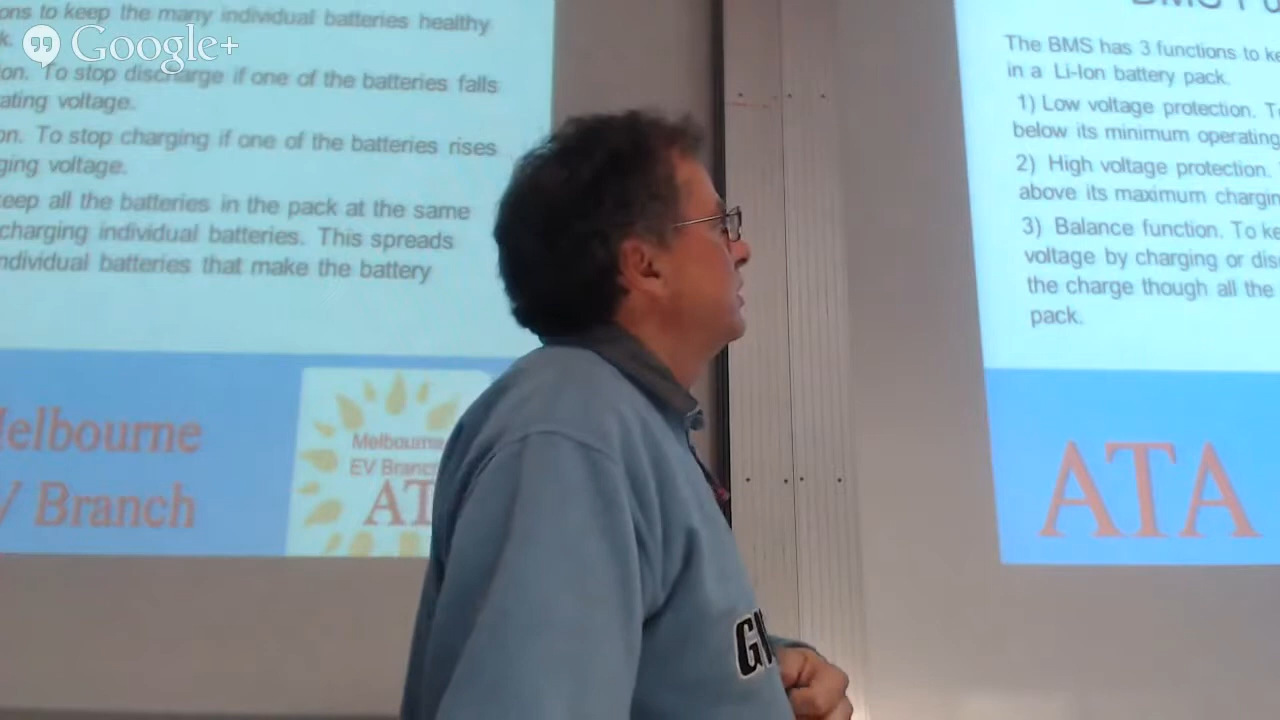 Google+
ons to keep the many individual batteries healthy
k.
ion. To stop discharge if one of the batteries falls
ating voltage.
on. To stop charging if one of the batteries rises
ging voltage.
keep all the batteries in the pack at the same
charging individual batteries. This spreads
ndividual batteries that make the battery
Melbourne
V Branch
Melbourne
EV Branch
AT
The BMS has 3 functions to ke
in a Li-Ion battery pack.
1) Low voltage protection. T
below its minimum operating
2) High voltage protection.
above its maximum chargin
3) Balance function. To ke
voltage by charging or dis
the charge though all the
pack.
ATA
G